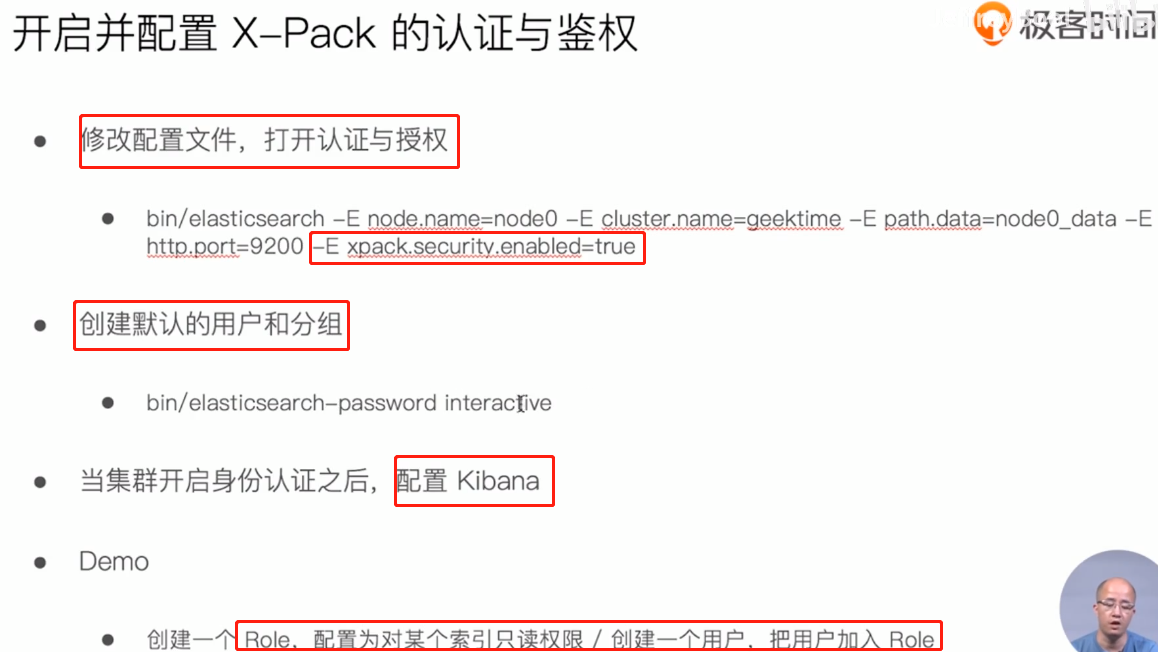 开启并配置 X-Pack 的认证与鉴权
极客时间
修改配置文件，打开认证与授权
bin/elasticsearch -E node.name=node0 -E cluster.name=geektime -E path.data=node0_data -E
http.port=9200 -E xpack.security.enabled=true
创建默认的用户和分组
bin/elasticsearch-password interactive
当集群开启身份认证之后，配置 Kibana
Demo
创建一个 Role，配置为对某个索引只读权限 / 创建一个用户，把用户加入 Role